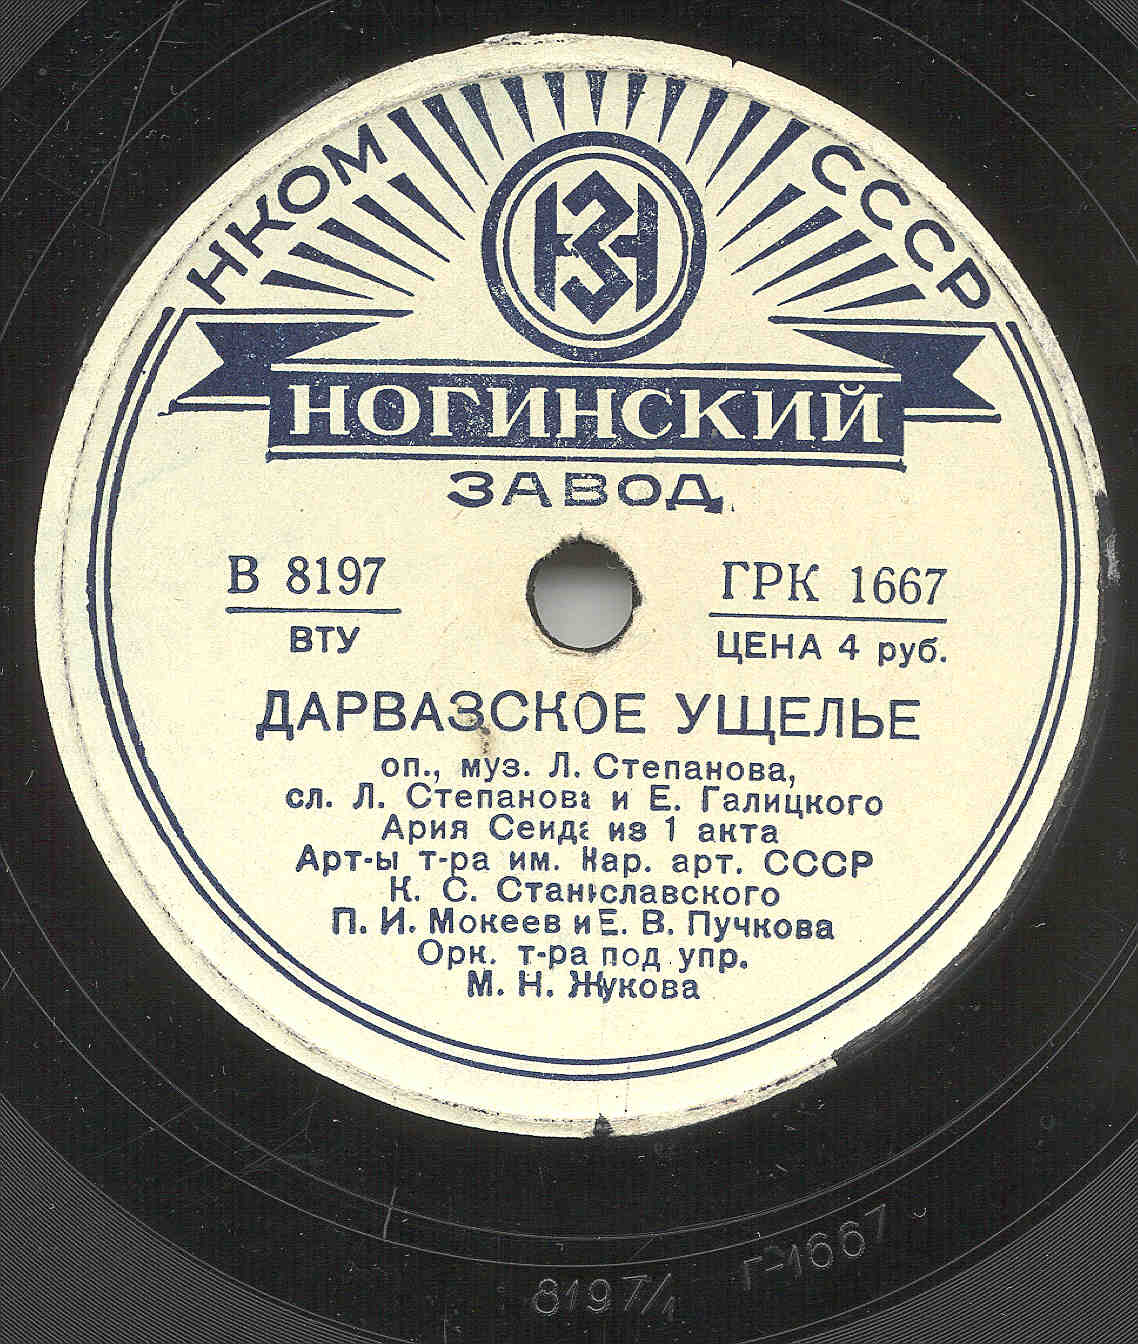 НКОМ СССР
НЗ
НОГИНСКИЙ
ЗАВОД
В 8197
ВТУ
ГРК 1667
ЦЕНА 4 руб.
ДАРВАЗСКОЕ УЩЕЛЬЕ
оп., муз. Л. Степанова,
сл. Л. Степанова и Е. Галицкого
Ария Сеида из 1 акта
Арт-ы т-ра им. Нар. арт. СССР
К. С. Станиславского
П. И. Мокеев и Е. В. Пучкова
Орк. т-ра под упр.
М. Н. Жукова
8197/1 Г-1667